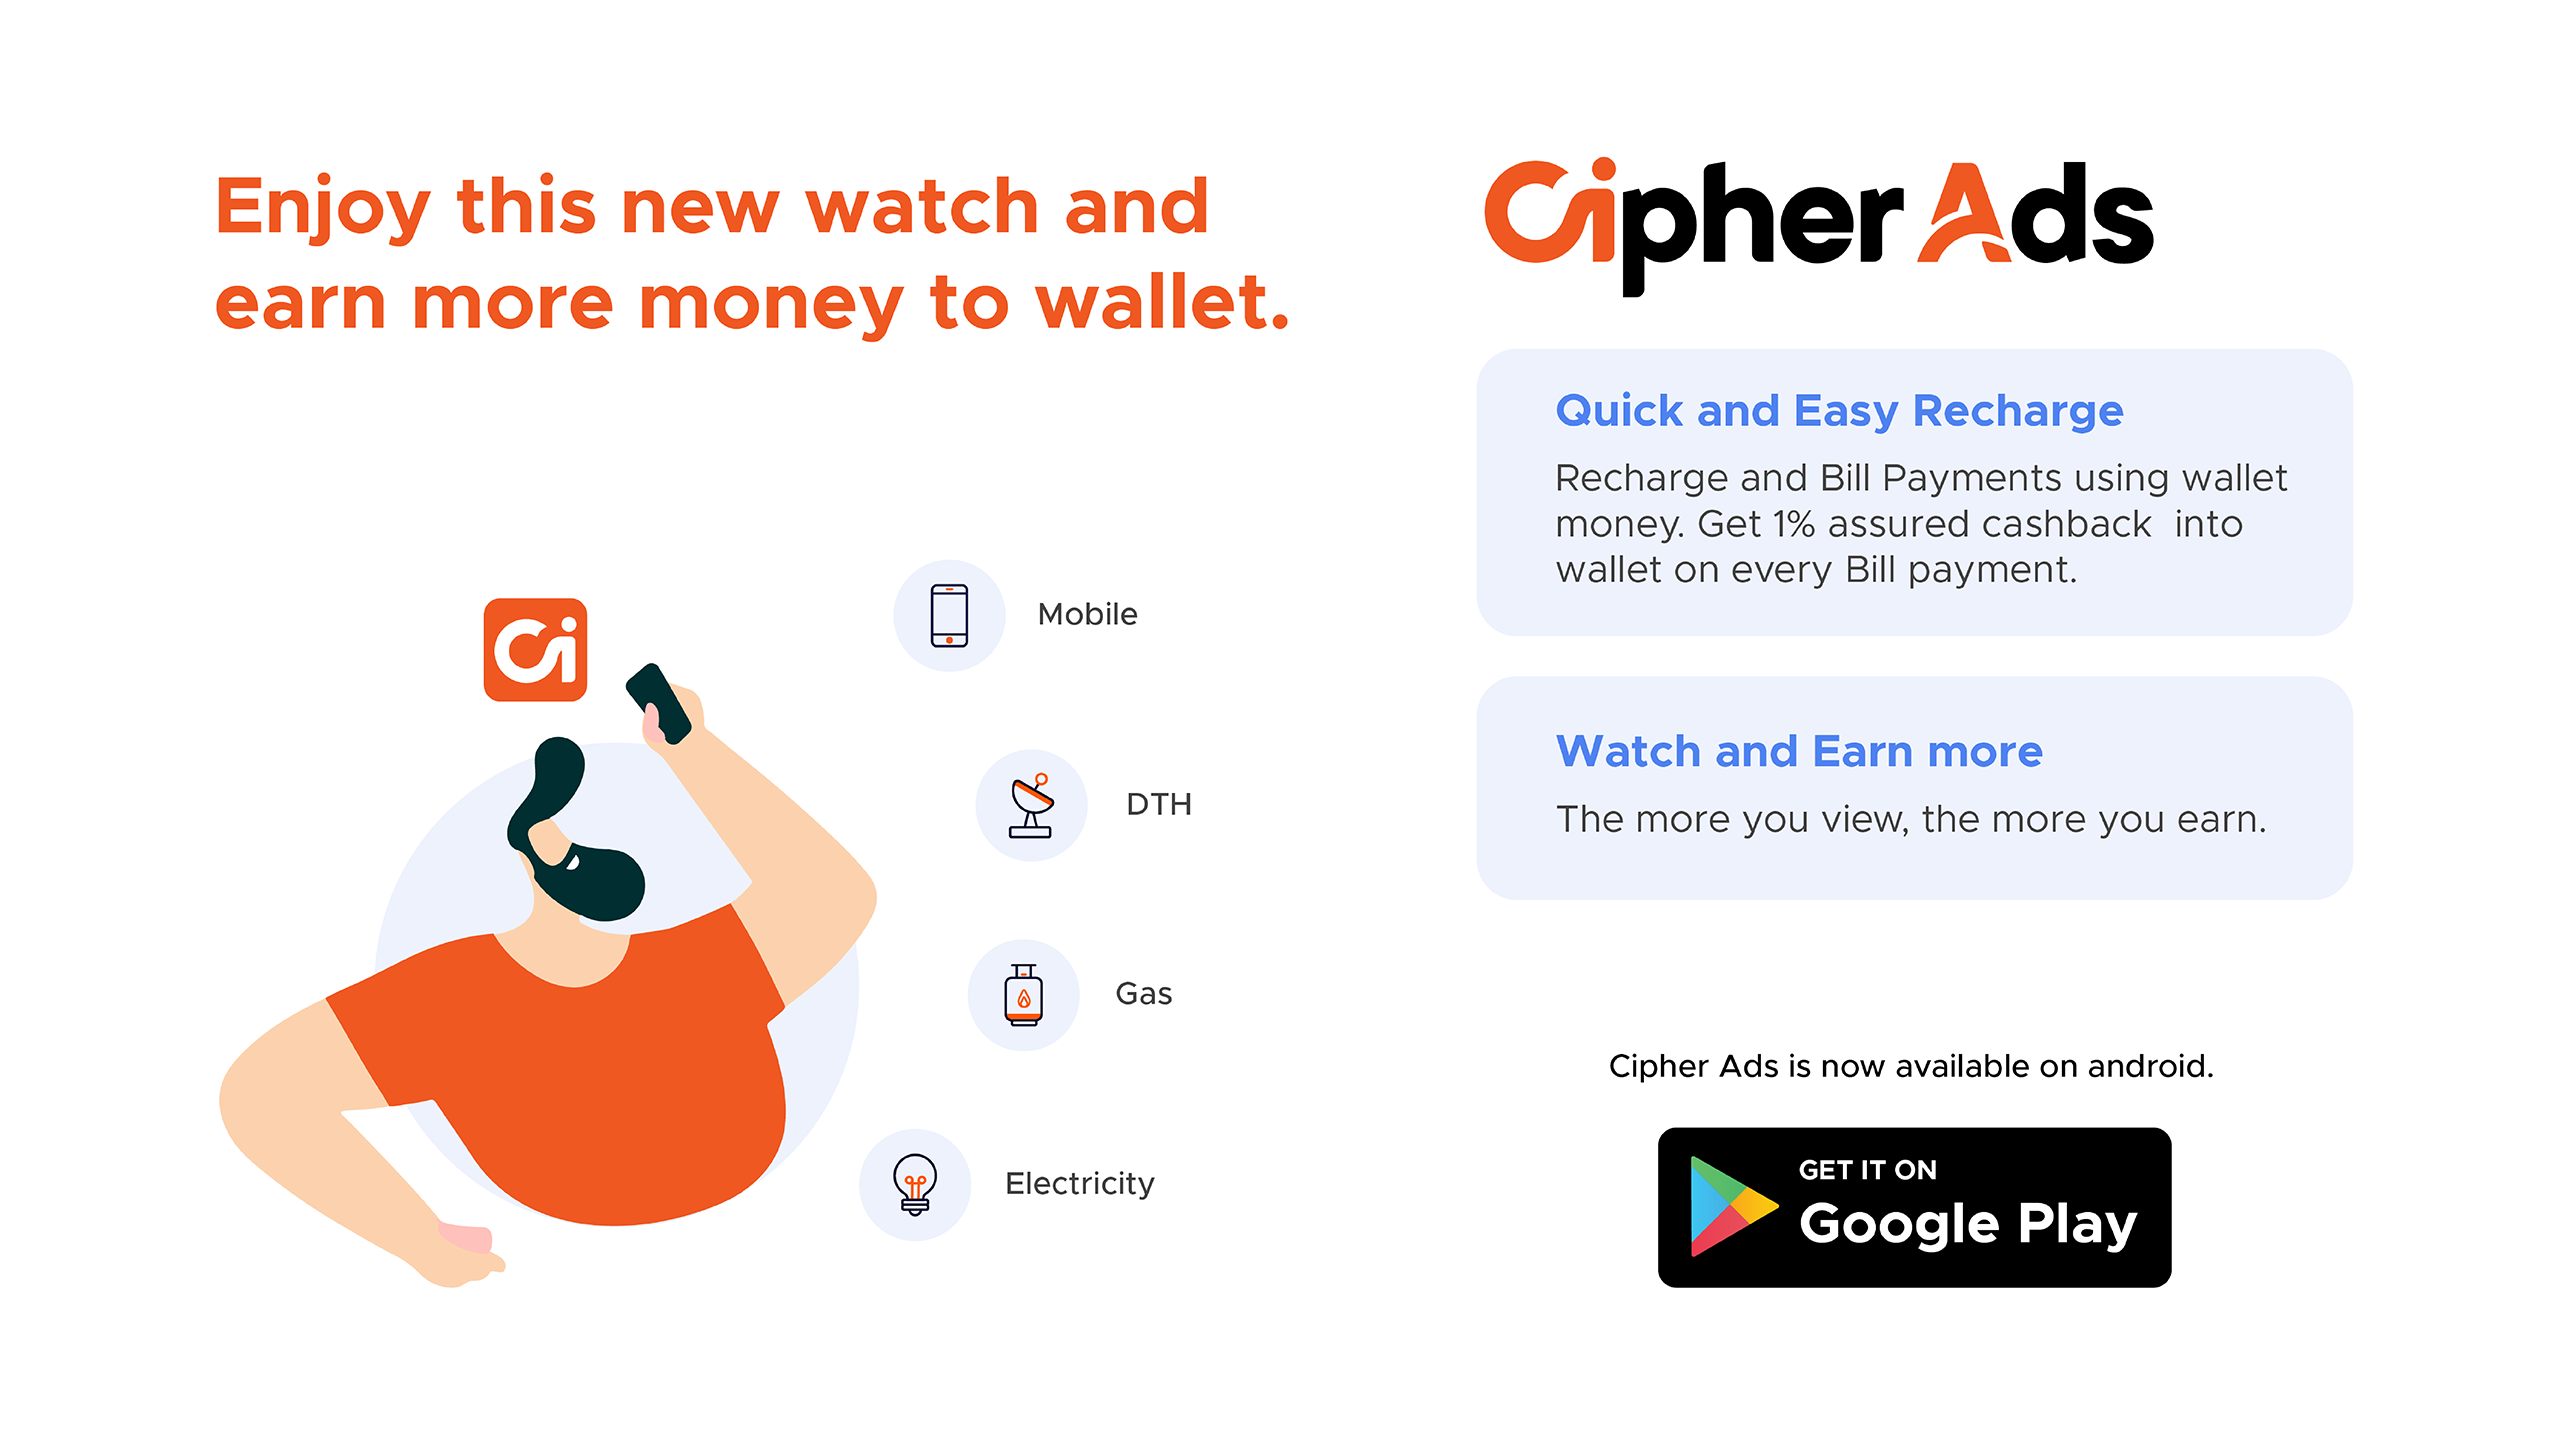 Enjoy this new watch and
earn more money to wallet.
Ci
Mobile
DTH
Gas
Electricity
Cipher Ads
Quick and Easy Recharge
Recharge and Bill Payments using wallet
money. Get 1% assured cashback  into
wallet on every Bill payment.
Watch and Earn more
The more you view, the more you earn.
Cipher Ads is now available on android.
GET IT ON
Google Play